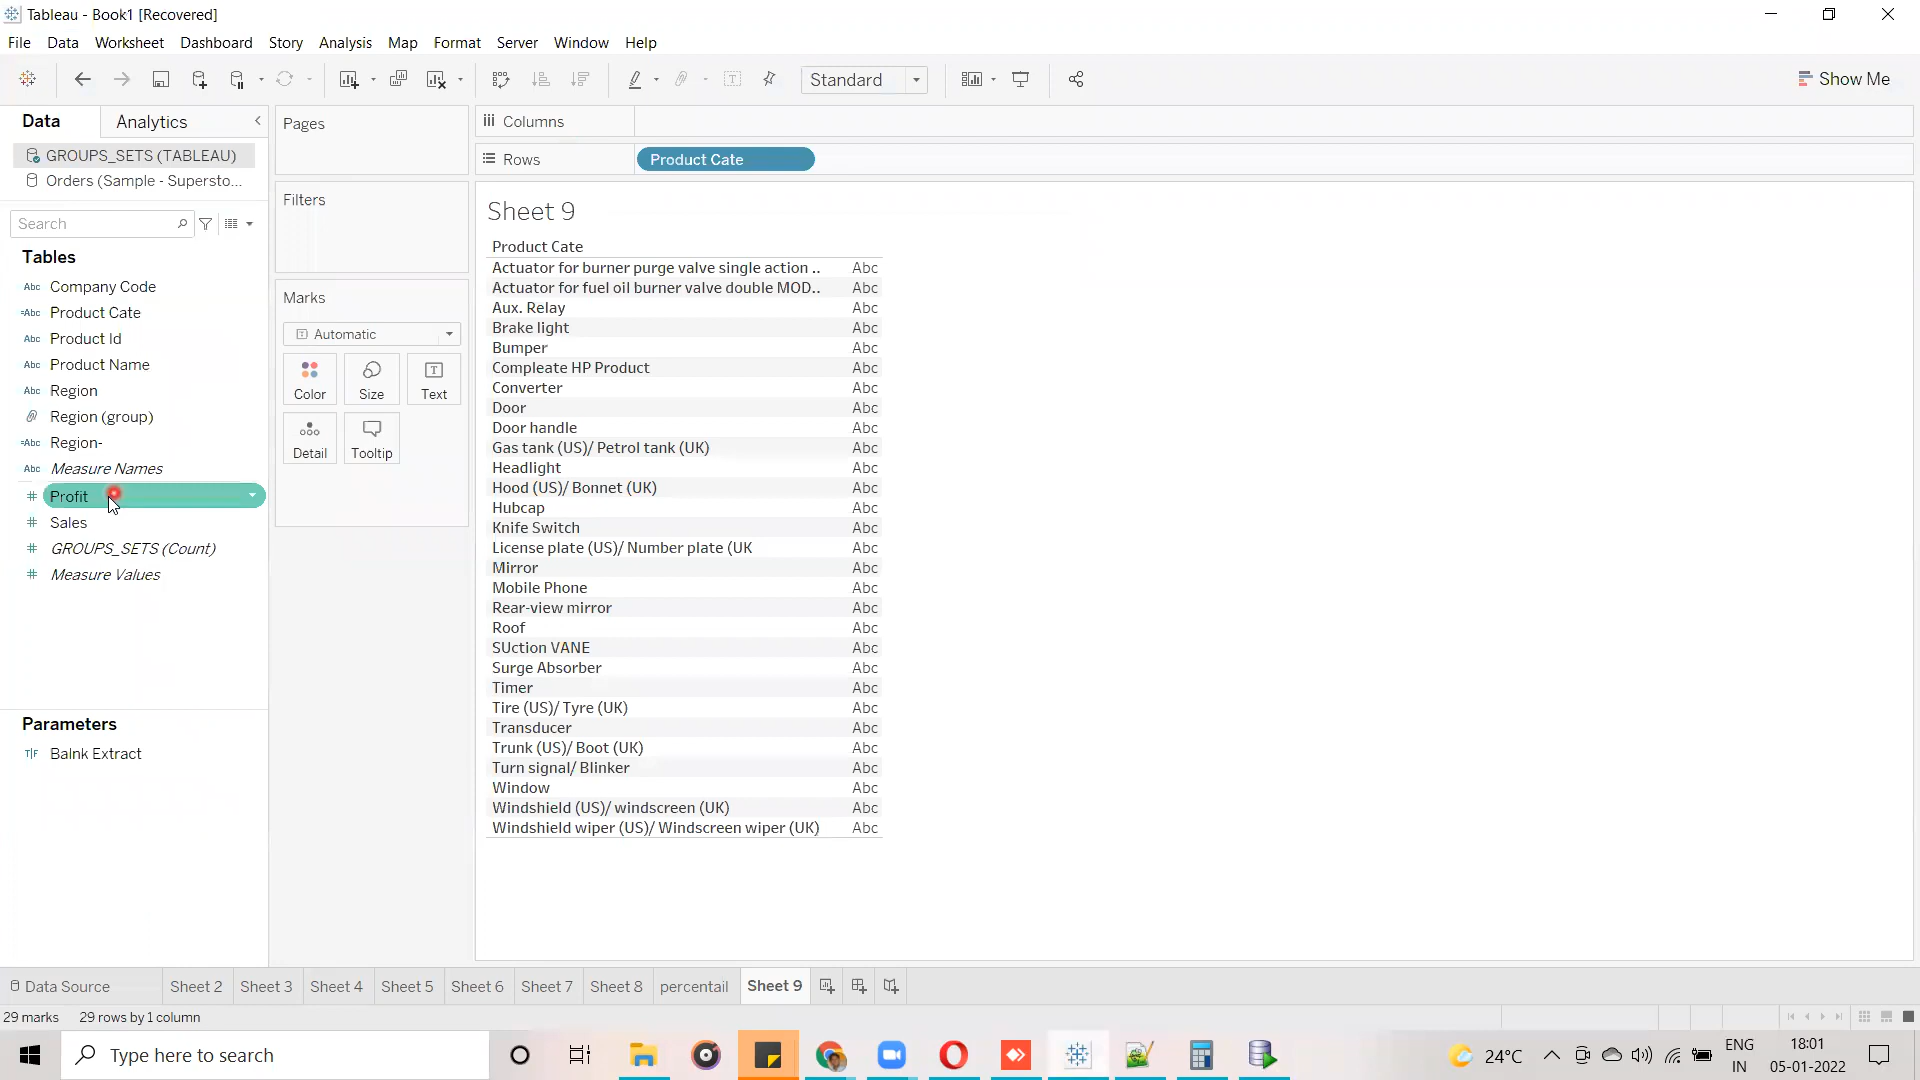 Tableau - Book1 [Recovered]
File Data Worksheet Dashboard Story Analysis Map Format Server Window Help
Standard
Show Me
Data Analytics
GROUPS_SETS (TABLEAU)
Orders (Sample - Supersto...
Search
Tables
Abc Company Code
=Abc Product Cate
Abc Product Id
Abc Product Name
Abc Region
Region (group)
=Abc Region-
Abc Measure Names
# Profit
# Sales
# GROUPS_SETS (Count)
# Measure Values
Parameters
T|F Balnk Extract
Pages
Filters
Marks
Automatic
Color Size Text
Detail Tooltip
Columns
Rows Product Cate
Sheet 9
Product Cate
Actuator for burner purge valve single action .. Abc
Actuator for fuel oil burner valve double MOD.. Abc
Aux. Relay Abc
Brake light Abc
Bumper Abc
Compleate HP Product Abc
Converter Abc
Door Abc
Door handle Abc
Gas tank (US)/ Petrol tank (UK) Abc
Headlight Abc
Hood (US)/ Bonnet (UK) Abc
Hubcap Abc
Knife Switch Abc
License plate (US)/ Number plate (UK Abc
Mirror Abc
Mobile Phone Abc
Rear-view mirror Abc
Roof Abc
SUction VANE Abc
Surge Absorber Abc
Timer Abc
Tire (US)/ Tyre (UK) Abc
Transducer Abc
Trunk (US)/ Boot (UK) Abc
Turn signal/ Blinker Abc
Window Abc
Windshield (US)/ windscreen (UK) Abc
Windshield wiper (US)/ Windscreen wiper (UK) Abc
Data Source Sheet 2 Sheet 3 Sheet 4 Sheet 5 Sheet 6 Sheet 7 Sheet 8 percentail Sheet 9
29 marks 29 rows by 1 column
Type here to search
24°C
ENG
IN
18:01
05-01-2022